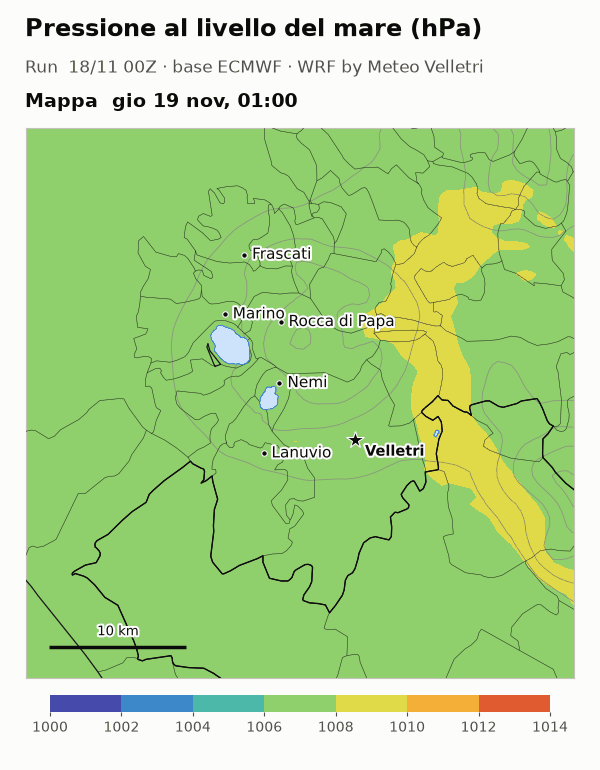 Pressione al livello del mare (hPa)
Run  18/11 00Z · base ECMWF · WRF by Meteo Velletri
Mappa  gio 19 nov, 01:00
Frascati
Marino
Rocca di Papa
Nemi
Velletri
Lanuvio
10 km
1000 1002 1004 1006 1008 1010 1012 1014